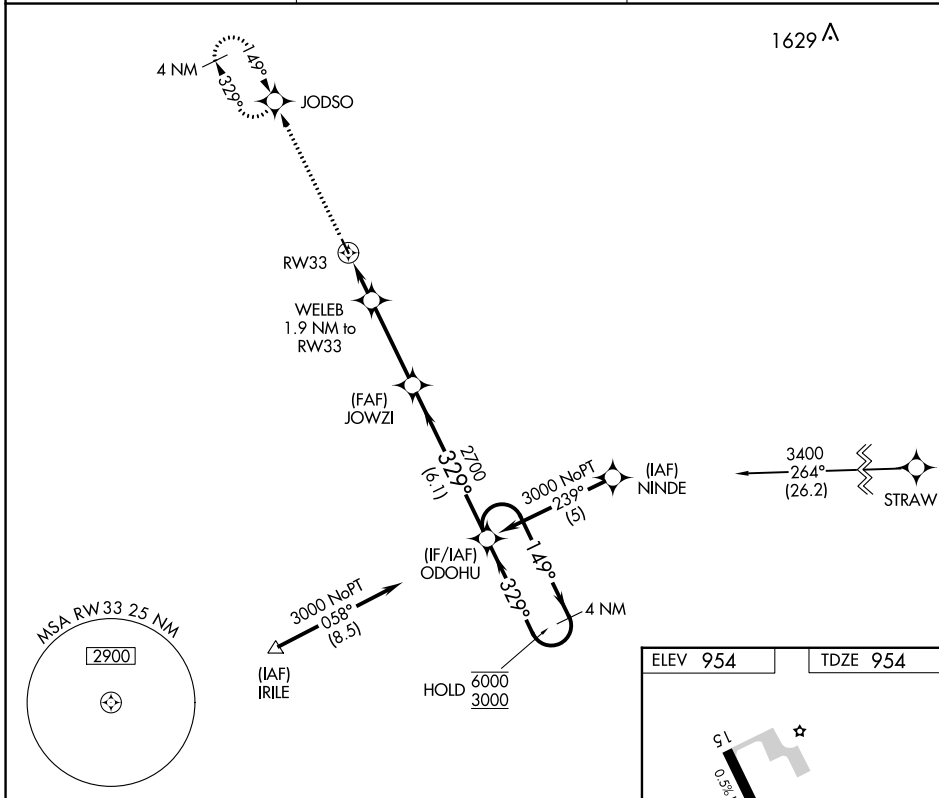 1629
4 NM
149°
329°
JODSO
RW33
WELEB
1.9 NM to
RW33
(FAF)
JOWZI
2700
329°
(6.1)
3000 NoPT
239°
(5)
(IAF)
NINDE
3400
264°
(26.2)
STRAW
(IF/IAF)
ODOHU
149°
329°
4 NM
3000 NoPT
058°
(8.5)
(IAF)
IRILE
HOLD 6000
3000
MSA RW 33 25 NM
2900
ELEV 954
TDZE 954
15
0.5%